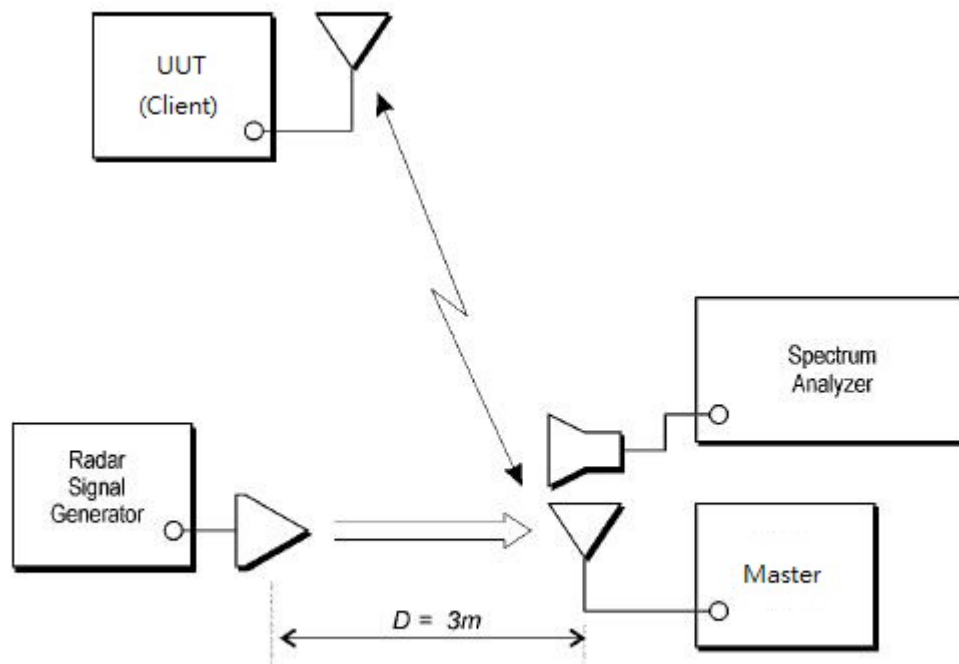 UUT
(Client)
Spectrum
Analyzer
Radar
Signal
Generator
Master
D = 3m